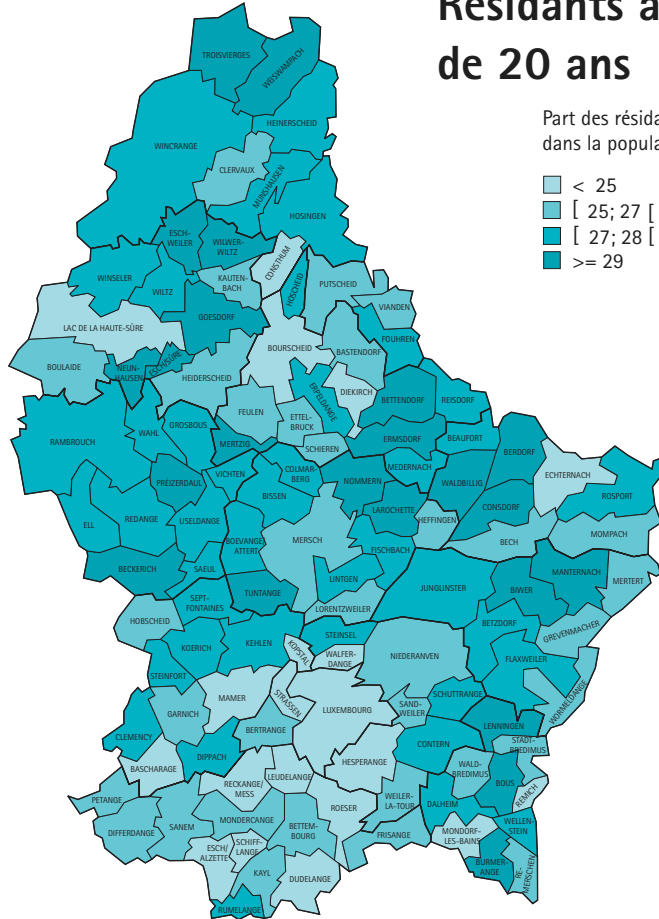 Résidants
de 20 ans
Part des
dans la
< 25
[ 25; 27 [
[ 27; 28 [
>= 29
TROISVIERGES
WEISWAMPACH
HEINERSCHEID
WINCRANGE
CLERVAUX
MUNSHAUSEN
HOSINGEN
ESCH-
WEILER
WILWER-
WILTZ
CONSTHUM
WINSELER
WILTZ
KAUTEN-
BACH
HOSCHEID
PUTSCHEID
VIANDEN
GOESDORF
LAC DE LA HAUTE-SÛRE
FOUHREN
BOURSCHEID
BASTENDORF
BOULAIDE
NEUN-
HAUSEN
ESCH/SÛRE
HEIDERSCHEID
ERPELDANGE
DIEKIRCH
BETTENDORF
REISDORF
FEULEN
ETTEL-
BRUCK
RAMBROUCH
WAHL
GROSBOUS
MERTZIG
SCHIEREN
ERMSDORF
BEAUFORT
BERDORF
ECHTERNACH
COLMAR-
BERG
MEDERNACH
VICHTEN
BISSEN
NOMMERN
WALDBILLIG
ROSPORT
PREIZERDAUL
LAROCHETTE
CONSDORF
ELL
REDANGE
USELDANGE
HEFFINGEN
MOMPACH
BOEVANGE
ATTERT
MERSCH
BECH
FISCHBACH
BECKERICH
SAEUL
LINTGEN
MANTERNACH
MERTERT
TUNTANGE
JUNGLINSTER
BIWER
SEPT-
FONTAINES
LORENTZWEILER
HOBSCHEID
BETZDORF
GREVENMACHER
KOERICH
KEHLEN
STEINSEL
KOPSTAL
WALFER-
DANGE
NIEDERANVEN
FLAXWEILER
STEINFORT
MAMER
STRASSEN
LUXEMBOURG
SCHUTTRANGE
WORMELDANGE
GARNICH
SAND-
WEILER
CLEMENCY
BERTRANGE
LENNINGEN
DIPPACH
CONTERN
STADT-
BREDIMUS
BASCHARAGE
HESPERANGE
WALD-
BREDIMUS
LEUDELANGE
RECKANGE/
MESS
BOUS
REMICH
PETANGE
WEILER-
LA-TOUR
DALHEIM
ROESER
MONDERCANGE
WELLEN-
STEIN
DIFFERDANGE
SANEM
BETTEM-
BOURG
FRISANGE
MONDORF-
LES-BAINS
ESCH/
ALZETTE
SCHIFF-
LANGE
BURMER-
ANGE
RE-
MERSCHEN
KAYL
DUDELANGE
RUMELANGE